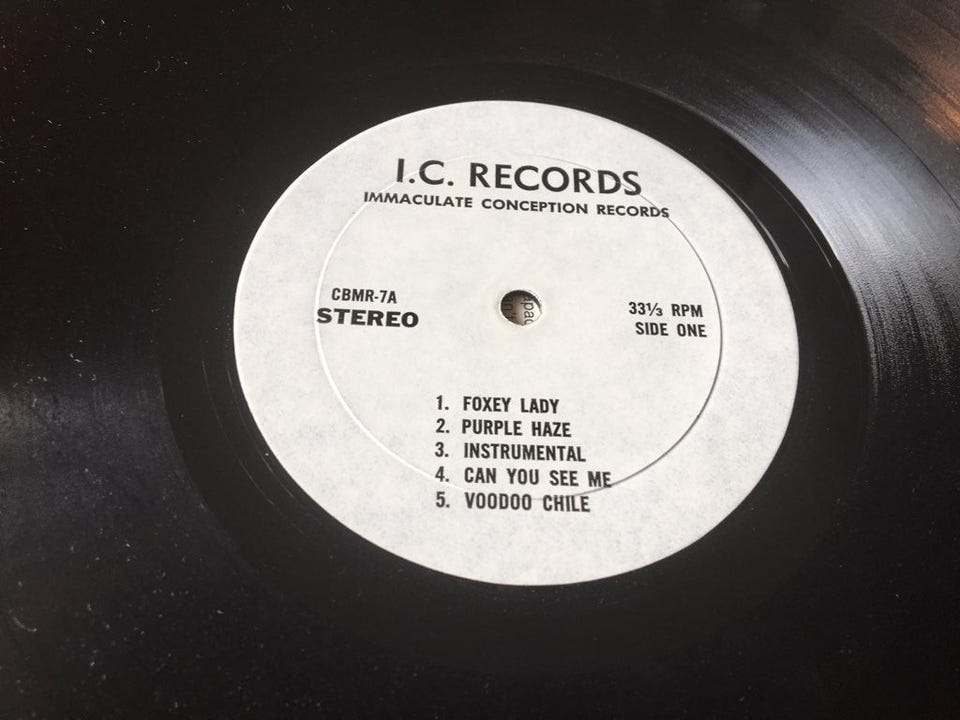 I.C. RECORDS
IMMACULATE CONCEPTION RECORDS
CBMR-7A
STEREO
33⅓ RPM
SIDE ONE
1. FOXEY LADY
2. PURPLE HAZE
3. INSTRUMENTAL
4. CAN YOU SEE ME
5. VOODOO CHILE